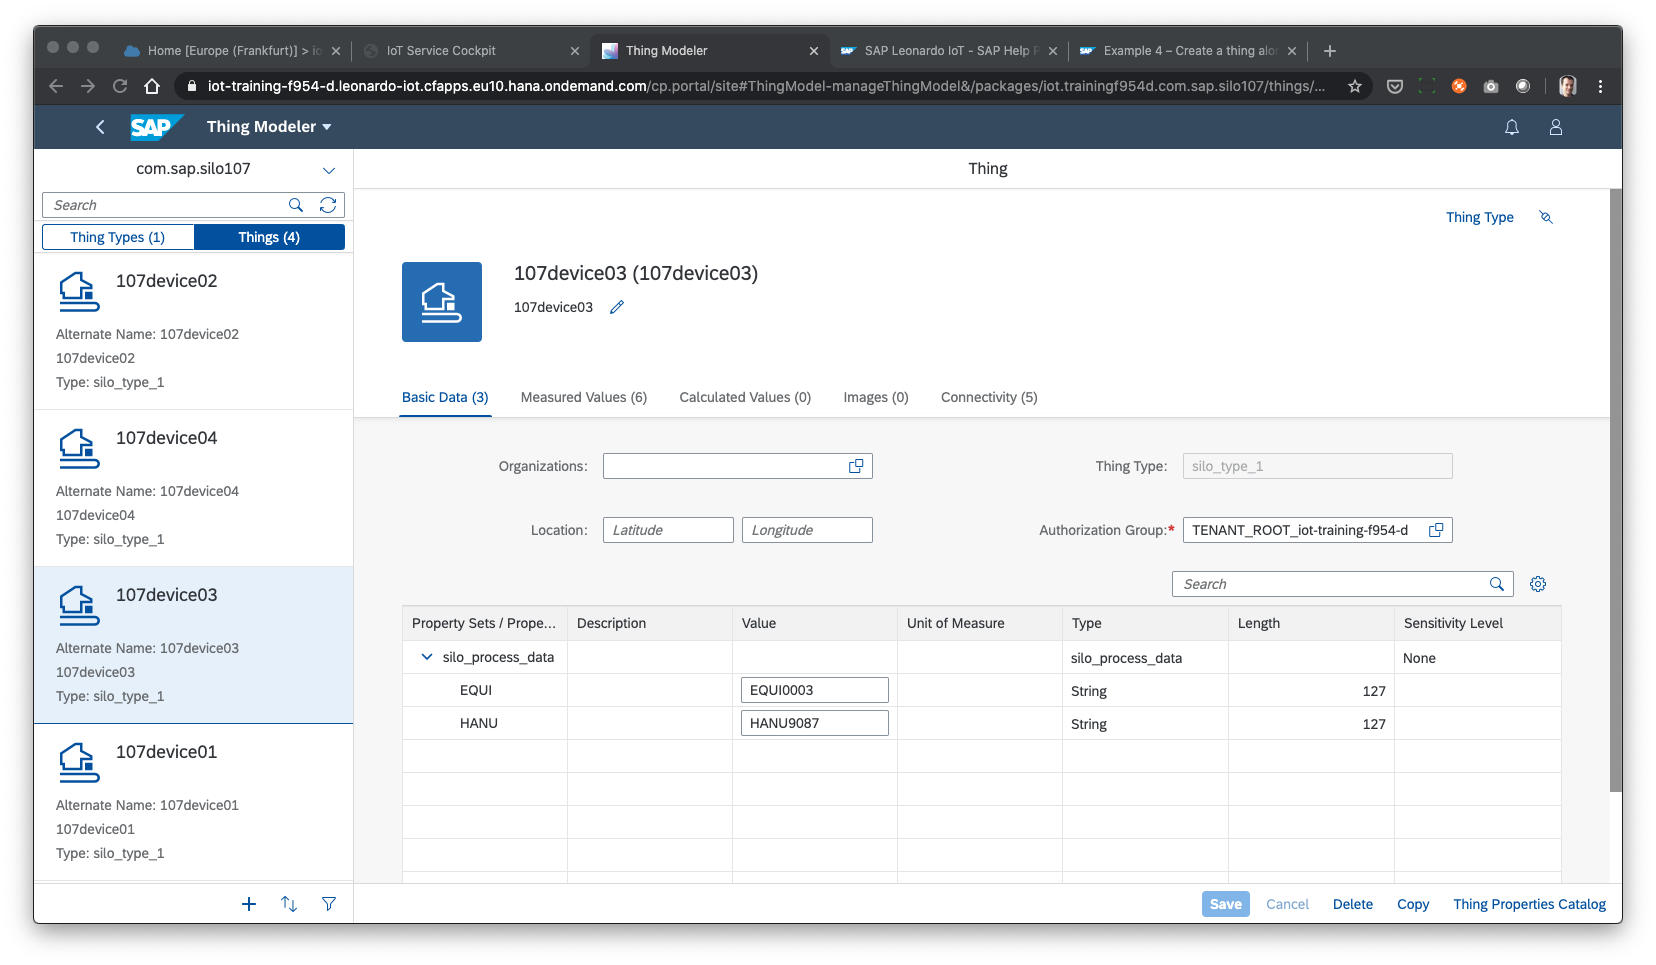 Home [Europe (Frankfurt)] > io
IoT Service Cockpit
Thing Modeler
SAP Leonardo IoT - SAP Help P
Example 4 – Create a thing alon
iot-training-f954-d.leonardo-iot.cfapps.eu10.hana.ondemand.com/cp.portal/site#ThingModel-manageThingModel&/packages/iot.trainingf954d.com.sap.silo107/things/...
SAP
Thing Modeler
com.sap.silo107
Thing
Search
Thing Types (1)
Things (4)
Thing Type
107device02
Alternate Name: 107device02
107device02
Type: silo_type_1
107device04
Alternate Name: 107device04
107device04
Type: silo_type_1
107device03
Alternate Name: 107device03
107device03
Type: silo_type_1
107device01
Alternate Name: 107device01
107device01
Type: silo_type_1
107device03 (107device03)
107device03
Basic Data (3)
Measured Values (6)
Calculated Values (0)
Images (0)
Connectivity (5)
Organizations:
Thing Type: silo_type_1
Location: Latitude Longitude
Authorization Group:* TENANT_ROOT_iot-training-f954-d
Search
Property Sets / Prope... Description Value Unit of Measure Type Length Sensitivity Level
silo_process_data silo_process_data None
EQUI EQUI0003 String 127
HANU HANU9087 String 127
Save Cancel Delete Copy Thing Properties Catalog